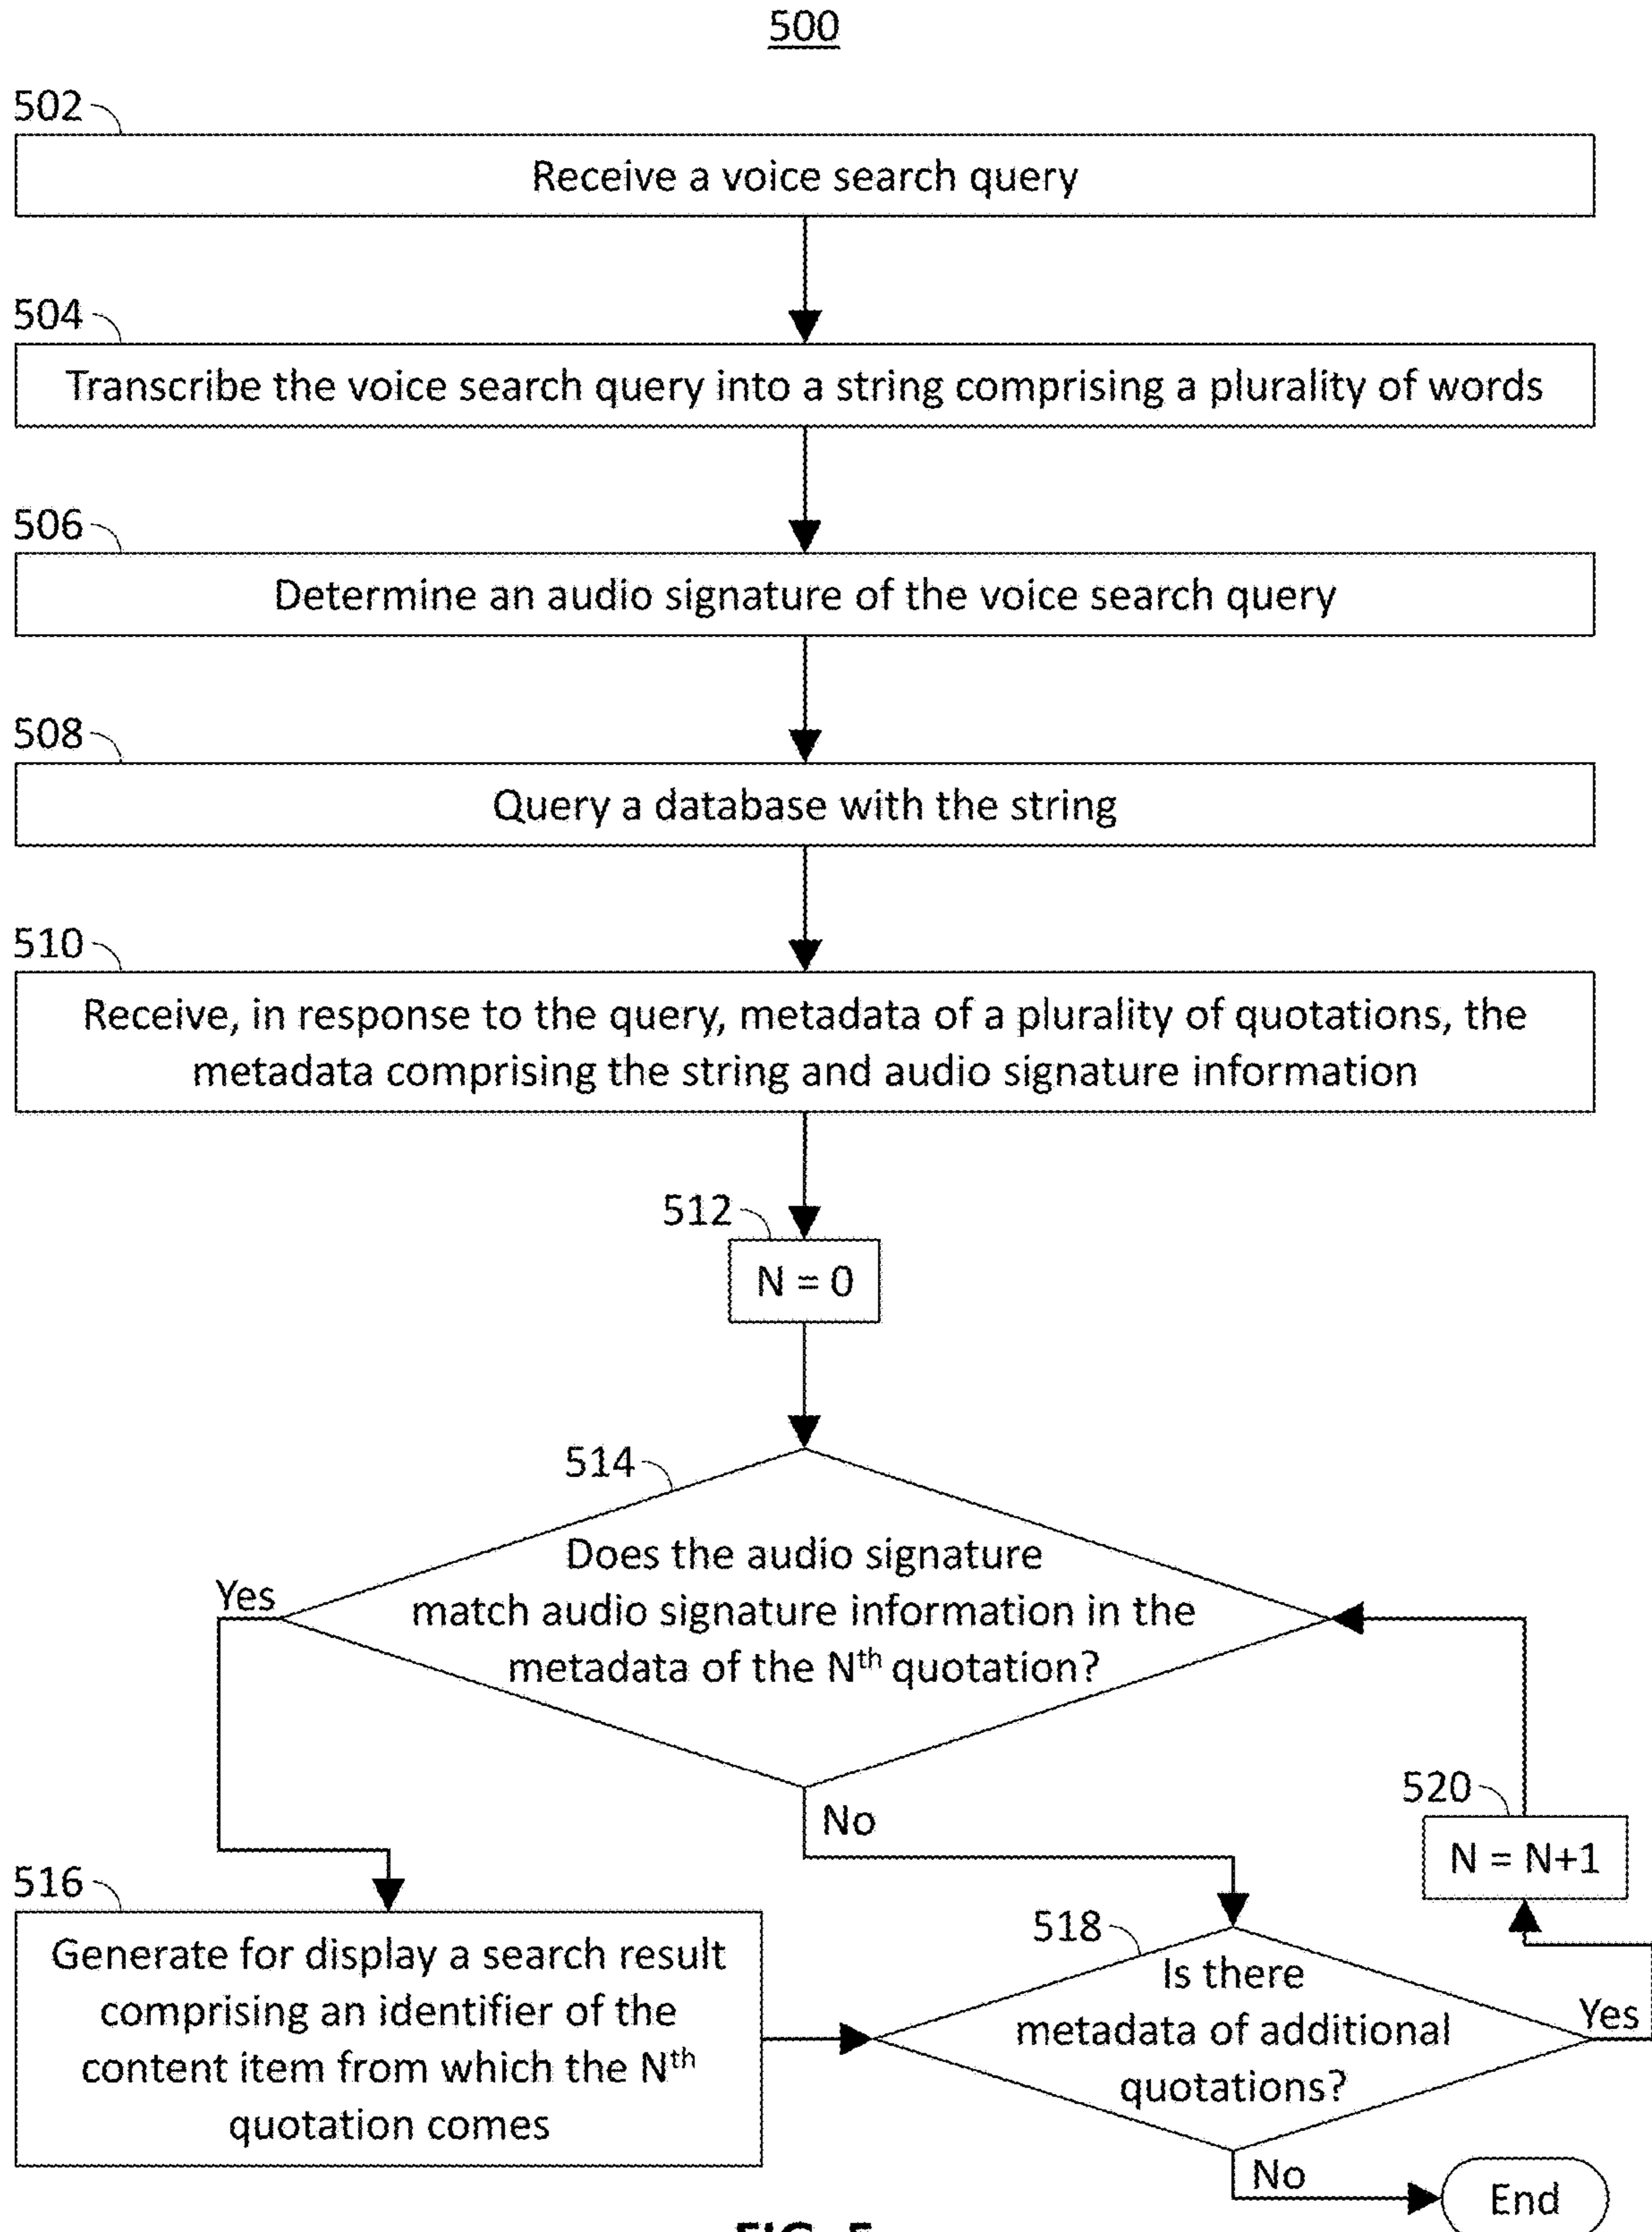 500
502
Receive a voice search query
504
Transcribe the voice search query into a string comprising a plurality of words
506
Determine an audio signature of the voice search query
508
Query a database with the string
510
Receive, in response to the query, metadata of a plurality of quotations, the
metadata comprising the string and audio signature information
512
N = 0
514
Does the audio signature
match audio signature information in the
metadata of the Nth quotation?
Yes
No
520
N = N+1
516
Generate for display a search result
comprising an identifier of the
content item from which the Nth
quotation comes
518
Is there
metadata of additional
quotations?
Yes
No
End